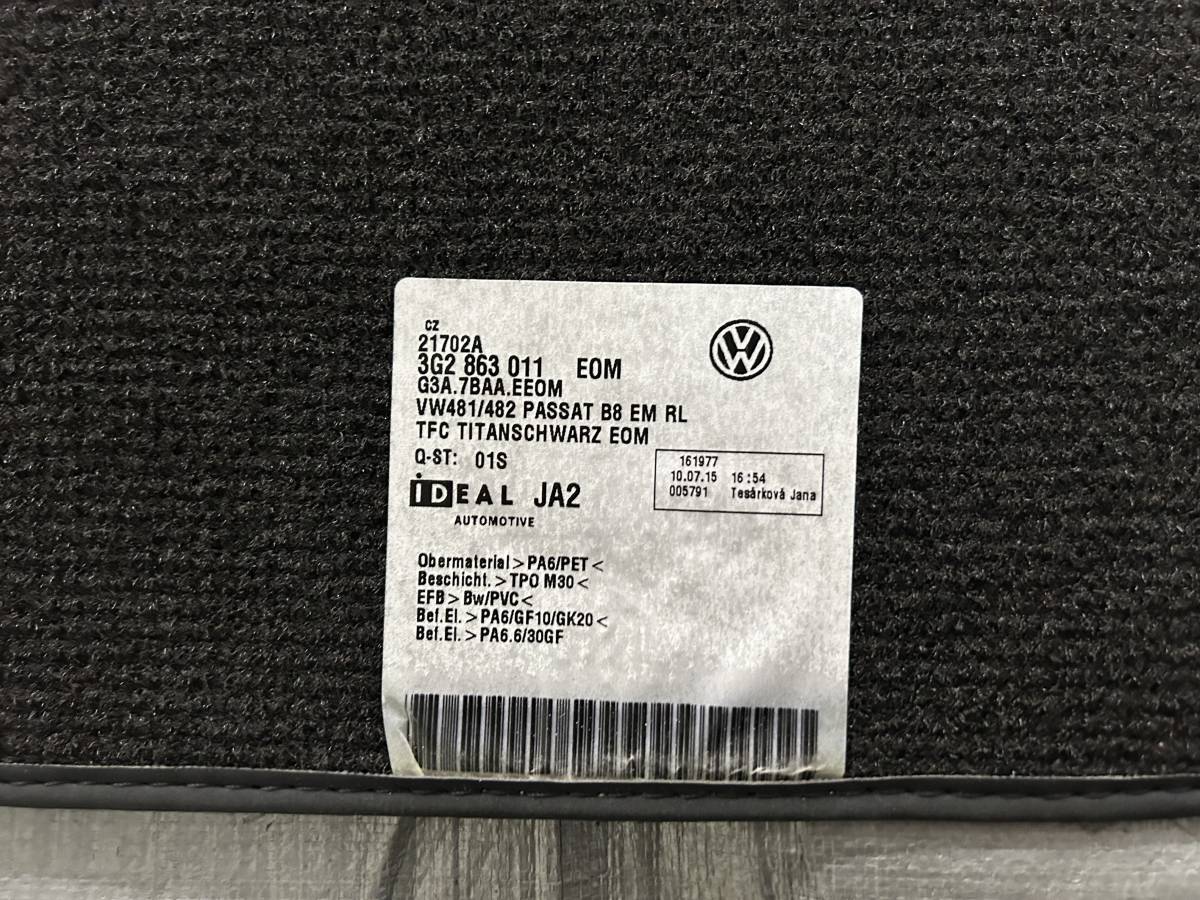 CZ
21702A
3G2 863 011 EOM
G3A.7BAA.EEOM
VW481/482 PASSAT B8 EM RL
TFC TITANSCHWARZ EOM
Q-ST: 01S
161977
10.07.15 16:54
005791 Tesárková Jana
iDEAL JA2
AUTOMOTIVE
Obermaterial>PA6/PET<
Beschicht.>TPO M30<
EFB>Bw/PVC<
Bef.El.>PA6/GF10/GK20<
Bef.El.>PA6.6/30GF